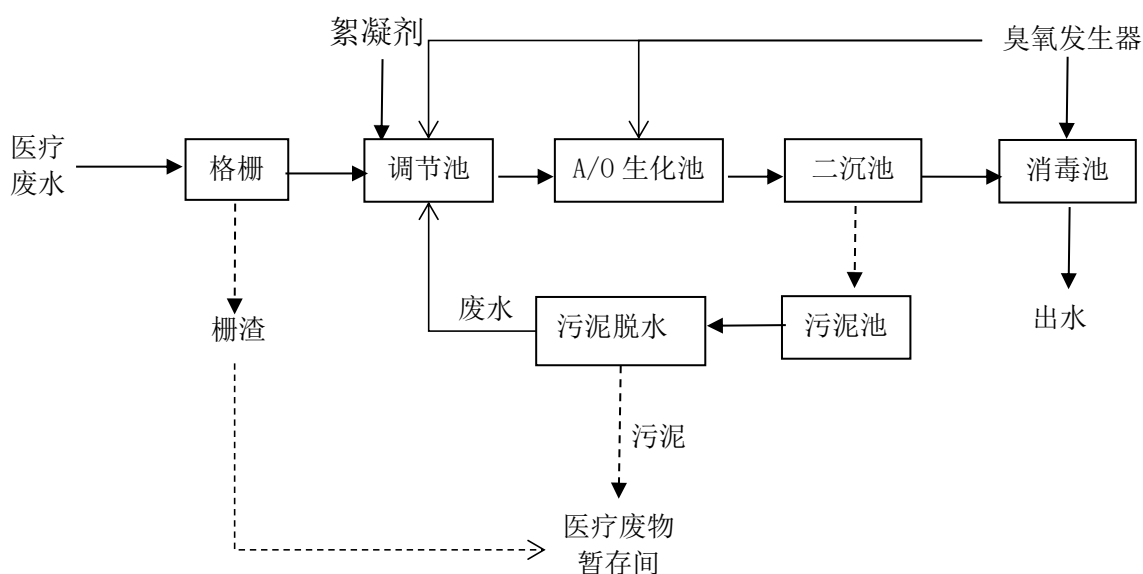 絮凝剂
臭氧发生器
医疗
废水
格栅
调节池
A/O 生化池
二沉池
消毒池
栅渣
废水
污泥脱水
污泥池
出水
污泥
医疗废物
暂存间